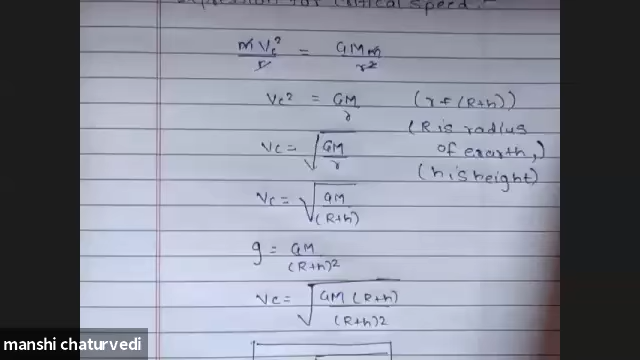 expression for critical speed.
mVc²/r = GMm/r²
Vc² = GM/r (r = (R+h))
(R is radius
Vc = √(GM/r) of earth,)
(h is height)
Vc = √(GM/(R+h))
g = GM/(R+h)2
Vc = √(GM(R+h)/(R+h)2)
manshi chaturvedi